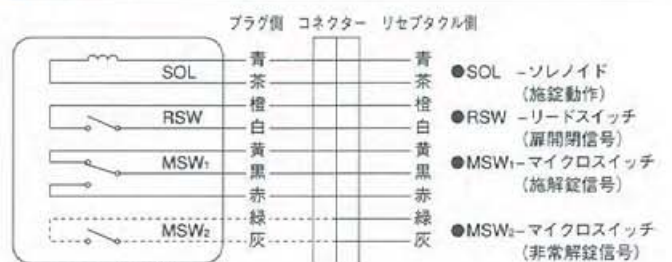 プラグ側 コネクター リセプタクル側
青 青
SOL
茶 茶
●SOL -ソレノイド
(施錠動作)
橙 橙
RSW
白 白
●RSW -リードスイッチ
(扉開閉信号)
黄 黄
MSW₁
黒 黒
●MSW₁-マイクロスイッチ
(施解錠信号)
赤 赤
緑 緑
MSW₂
灰 灰
●MSW₂-マイクロスイッチ
(非常解錠信号)